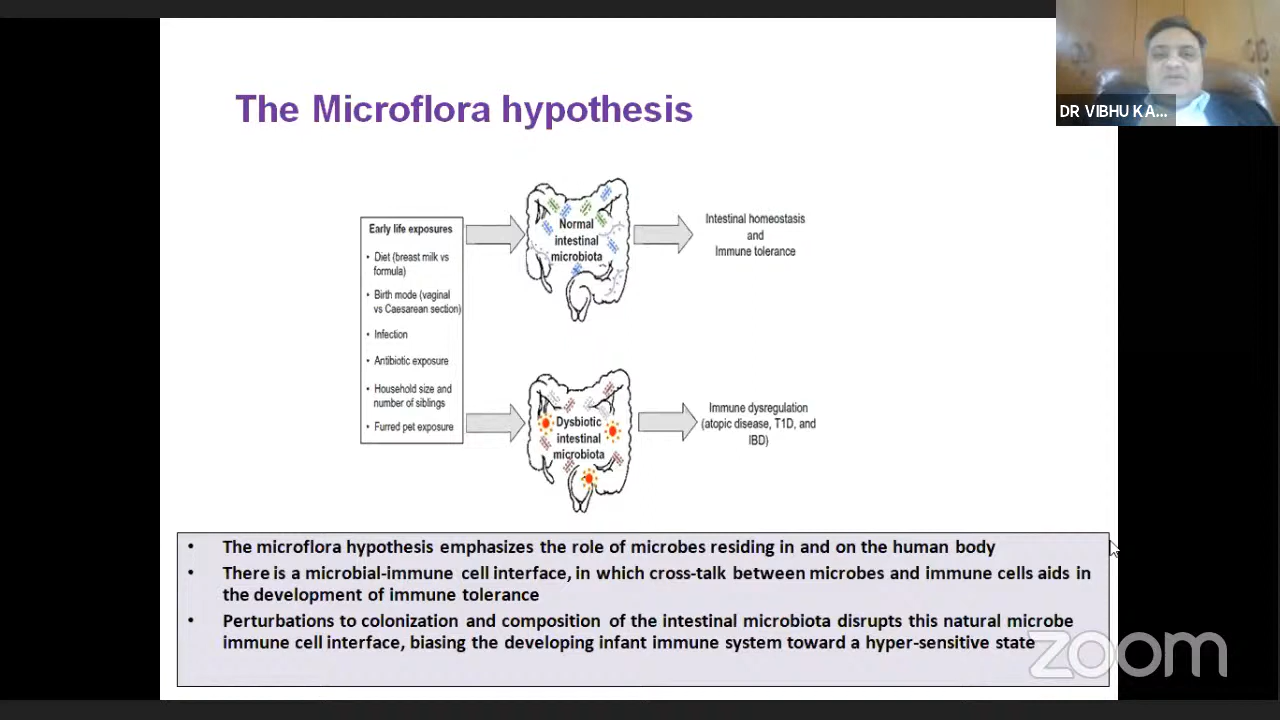 The Microflora hypothesis
DR VIBHU KA...
Early life exposures
• Diet (breast milk vs
formula)
• Birth mode (vaginal
vs Caesarean section)
• Infection
• Antibiotic exposure
• Household size and
number of siblings
• Furred pet exposure
Normal
intestinal
microbiota
Intestinal homeostasis
and
Immune tolerance
Dysbiotic
intestinal
microbiota
Immune dysregulation
(atopic disease, T1D, and
IBD)
• The microflora hypothesis emphasizes the role of microbes residing in and on the human body
• There is a microbial-immune cell interface, in which cross-talk between microbes and immune cells aids in
the development of immune tolerance
• Perturbations to colonization and composition of the intestinal microbiota disrupts this natural microbe
immune cell interface, biasing the developing infant immune system toward a hyper-sensitive state
zoom